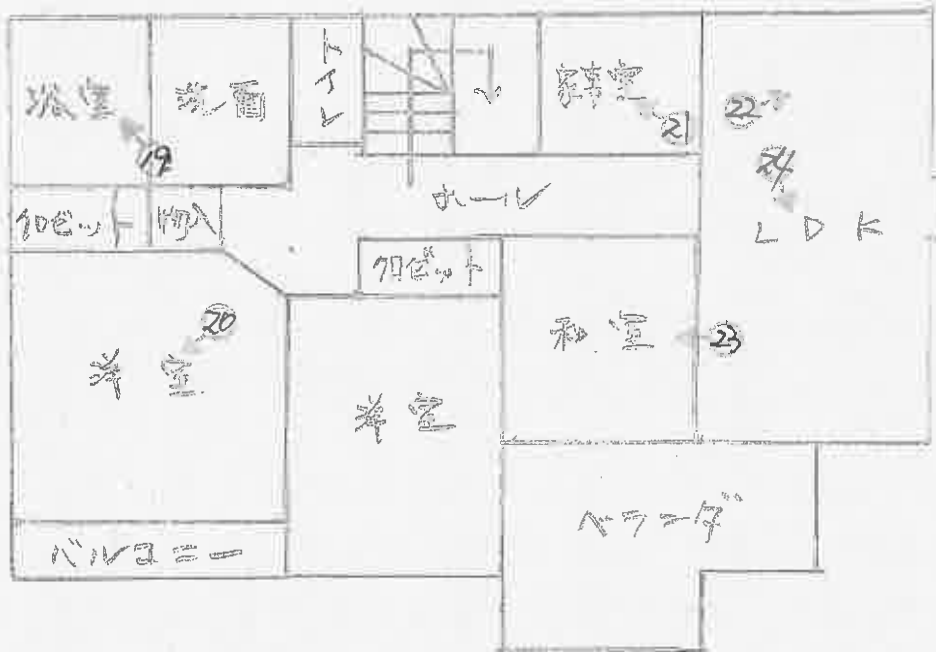 浴室
洗面
トイレ
家事室
22
21
19
24
ホール
LDK
クロゼット
物入
クロゼット
20
和室
23
洋室
洋室
ベランダ
バルコニー